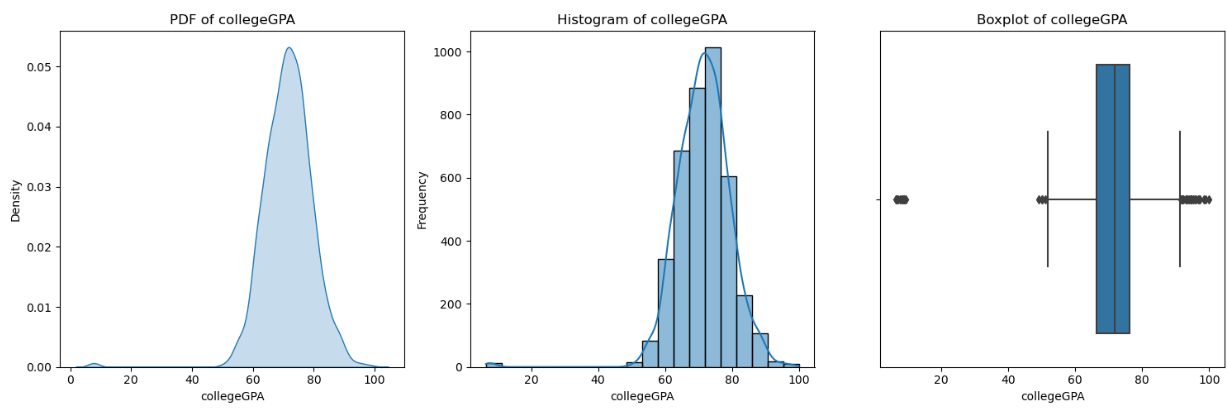 PDF of collegeGPA
0.05
0.04
0.03
0.02
0.01
0.00
Density
0 20 40 60 80 100
collegeGPA
Histogram of collegeGPA
1000
800
600
400
200
0
Frequency
20 40 60 80 100
collegeGPA
Boxplot of collegeGPA
20 40 60 80 100
collegeGPA